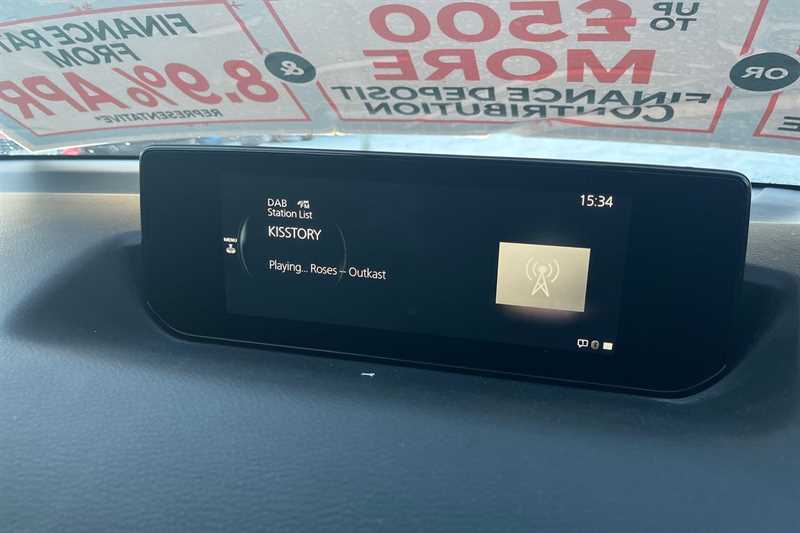 FINANCE RATE
FROM
8.9% APR
REPRESENTATIVE*
&
UP
TO
£500
MORE
FINANCE DEPOSIT
CONTRIBUTION
OR
DAB
Station List
15:34
MENU
KISSTORY
Playing... Roses – Outkast